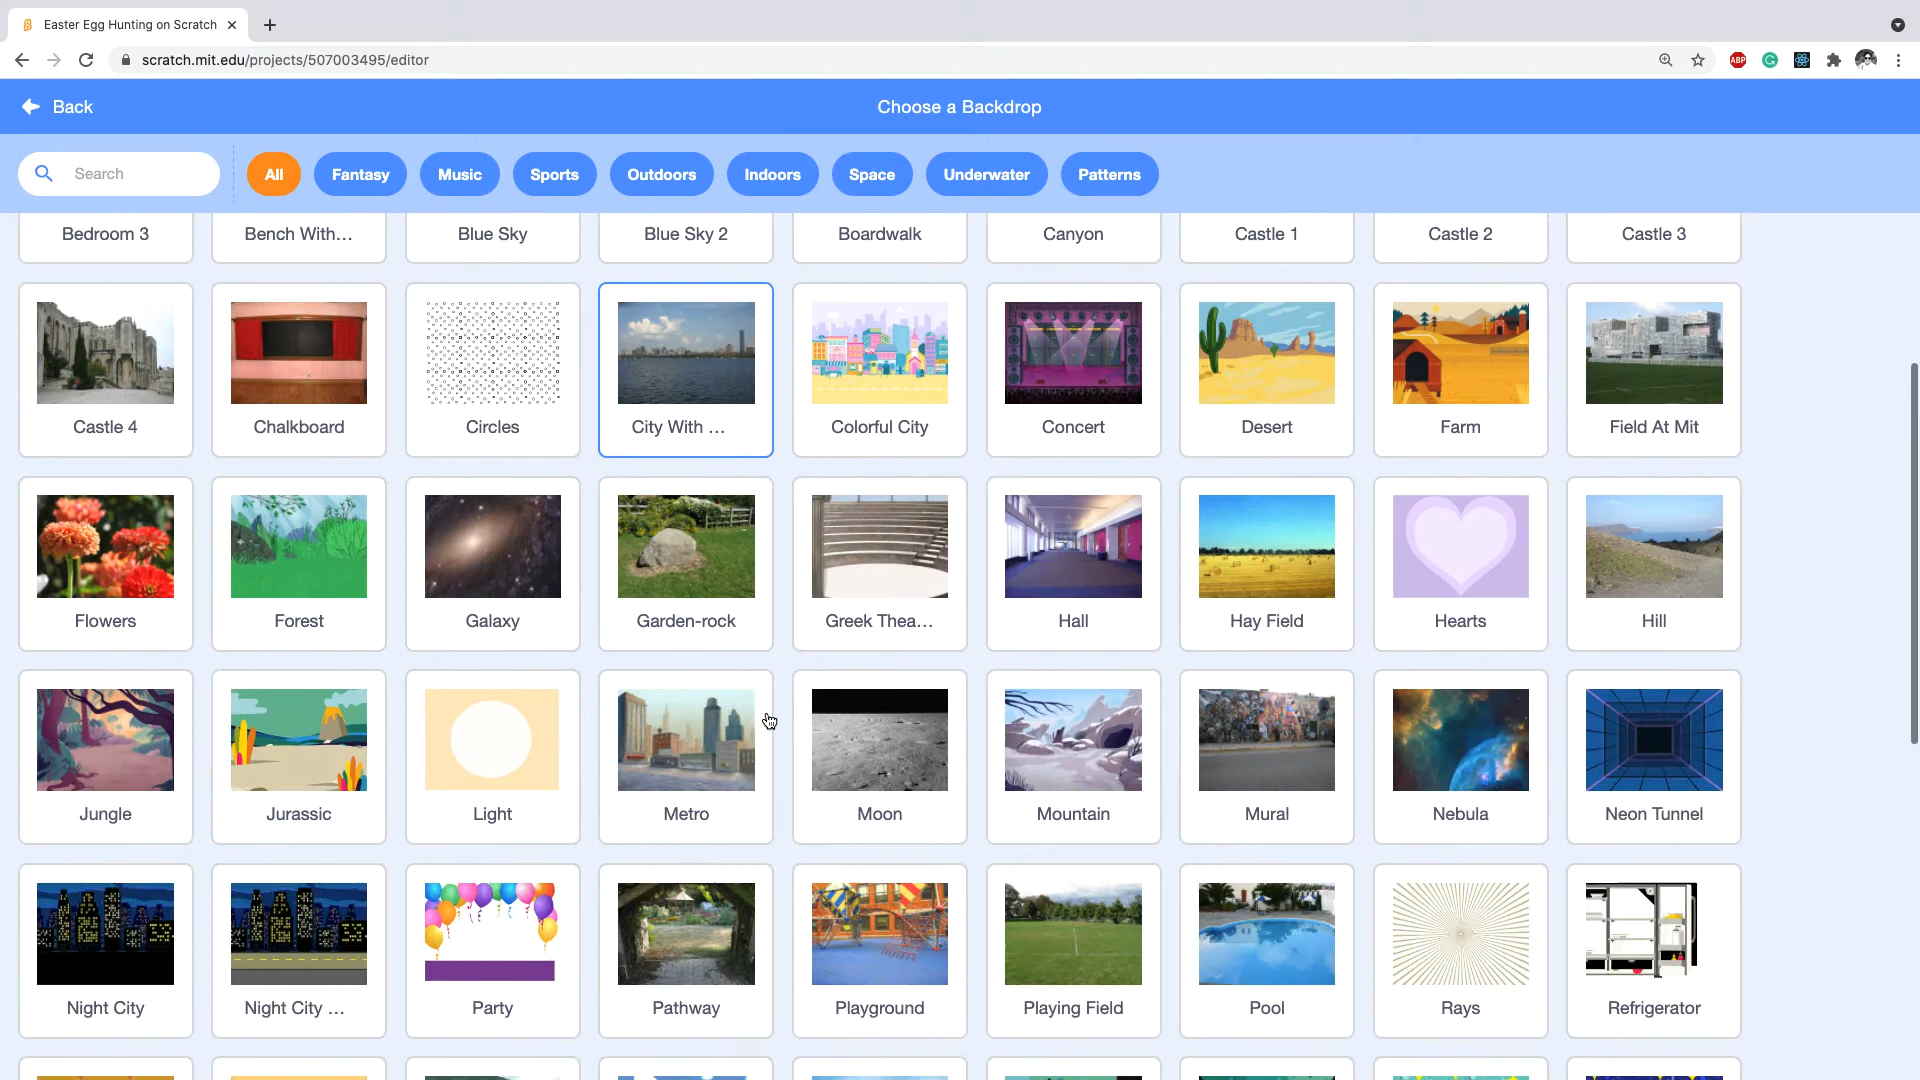 Easter Egg Hunting on Scratch
scratch.mit.edu/projects/507003495/editor
ABP
Back
Choose a Backdrop
Search
All
Fantasy
Music
Sports
Outdoors
Indoors
Space
Underwater
Patterns
Bedroom 3
Bench With...
Blue Sky
Blue Sky 2
Boardwalk
Canyon
Castle 1
Castle 2
Castle 3
Castle 4
Chalkboard
Circles
City With ...
Colorful City
Concert
Desert
Farm
Field At Mit
Flowers
Forest
Galaxy
Garden-rock
Greek Thea...
Hall
Hay Field
Hearts
Hill
Jungle
Jurassic
Light
Metro
Moon
Mountain
Mural
Nebula
Neon Tunnel
Night City
Night City ...
Party
Pathway
Playground
Playing Field
Pool
Rays
Refrigerator